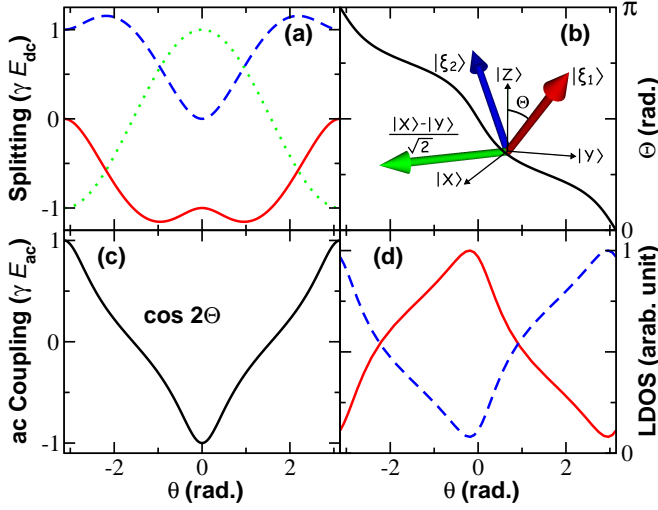 (a)
(b)
Splitting (γ E_dc)
1
0
-1
π
Θ (rad.)
0
|ξ₂⟩
|Z⟩
|ξ₁⟩
Θ
|X⟩-|Y⟩
√2
|Y⟩
|X⟩
(c)
(d)
ac Coupling (γ E_ac)
1
0
-1
cos 2Θ
1
LDOS (arab. unit)
0
-2
0
2
-2
0
2
θ (rad.)
θ (rad.)